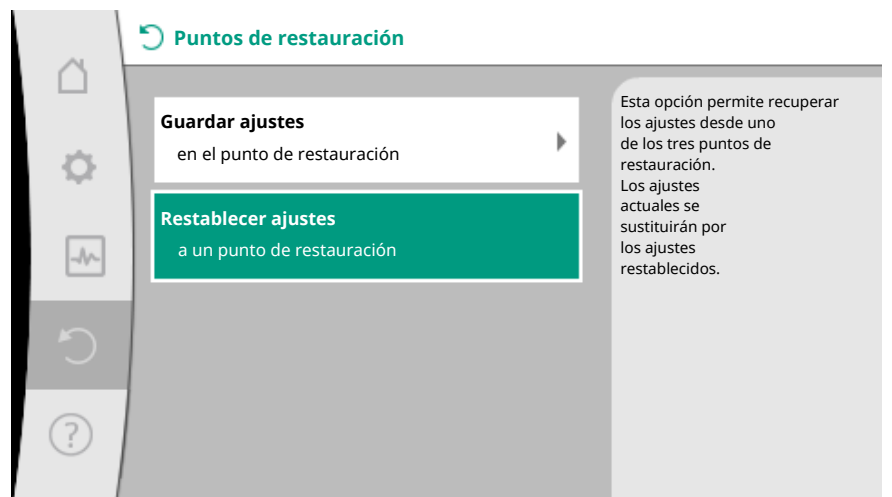 Puntos de restauración
Guardar ajustes
en el punto de restauración
Restablecer ajustes
a un punto de restauración
Esta opción permite recuperar
los ajustes desde uno
de los tres puntos de
restauración.
Los ajustes
actuales se
sustituirán por
los ajustes
restablecidos.
?